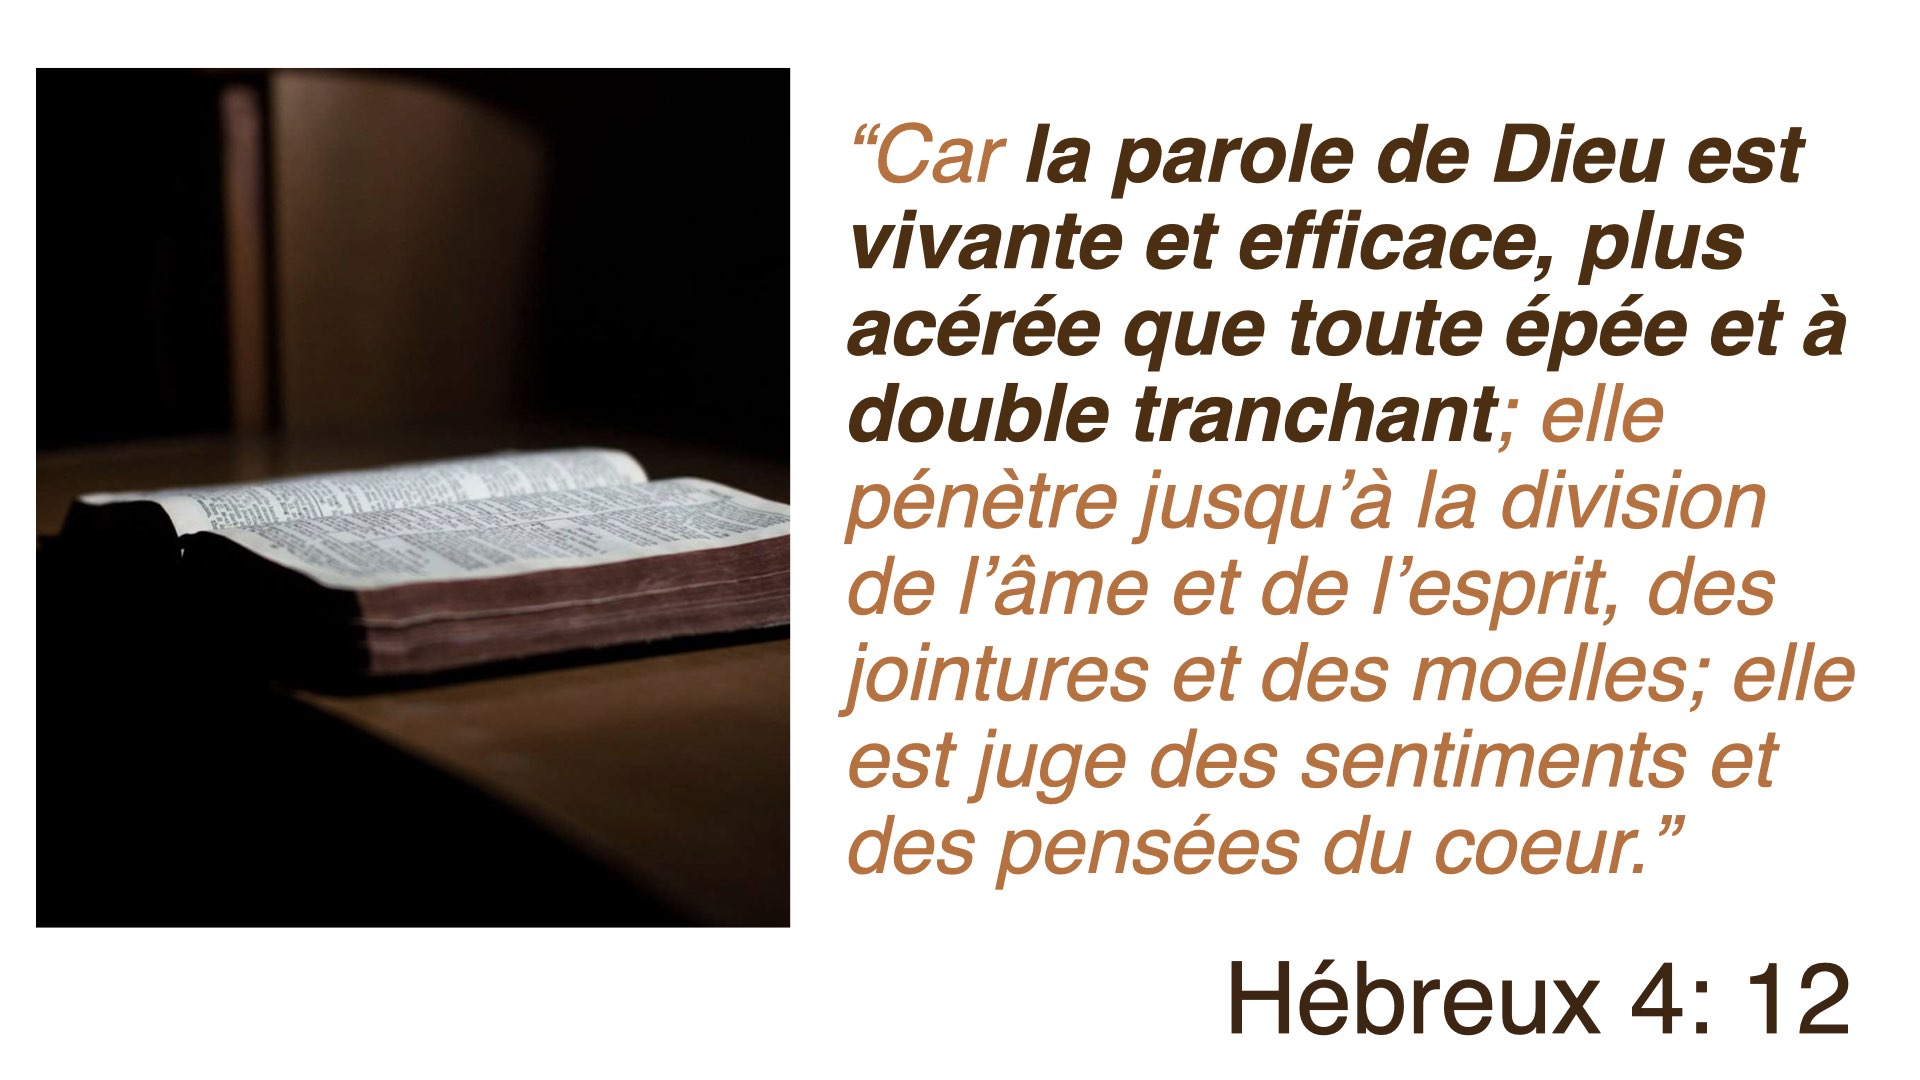 “Car la parole de Dieu est
vivante et efficace, plus
acérée que toute épée et à
double tranchant; elle
pénètre jusqu’à la division
de l’âme et de l’esprit, des
jointures et des moelles; elle
est juge des sentiments et
des pensées du coeur.”
Hébreux 4: 12